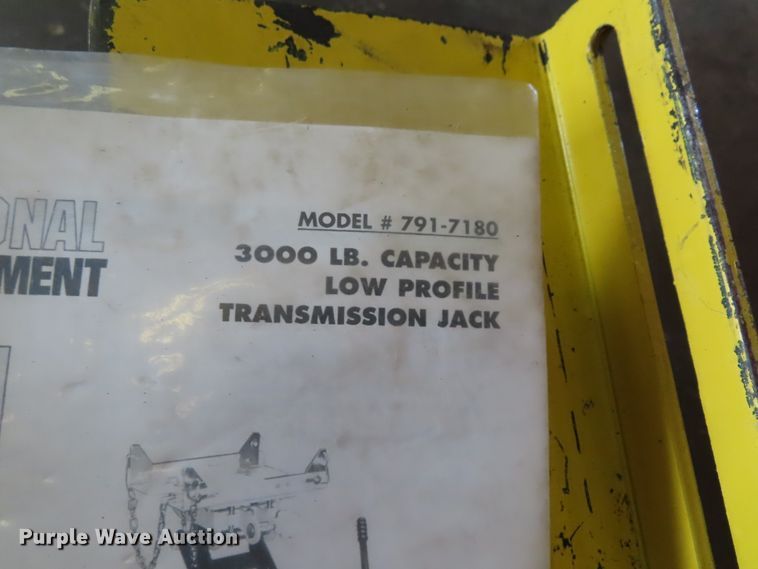 ONAL
MENT
MODEL # 791-7180
3000 LB. CAPACITY
LOW PROFILE
TRANSMISSION JACK
Purple Wave Auction